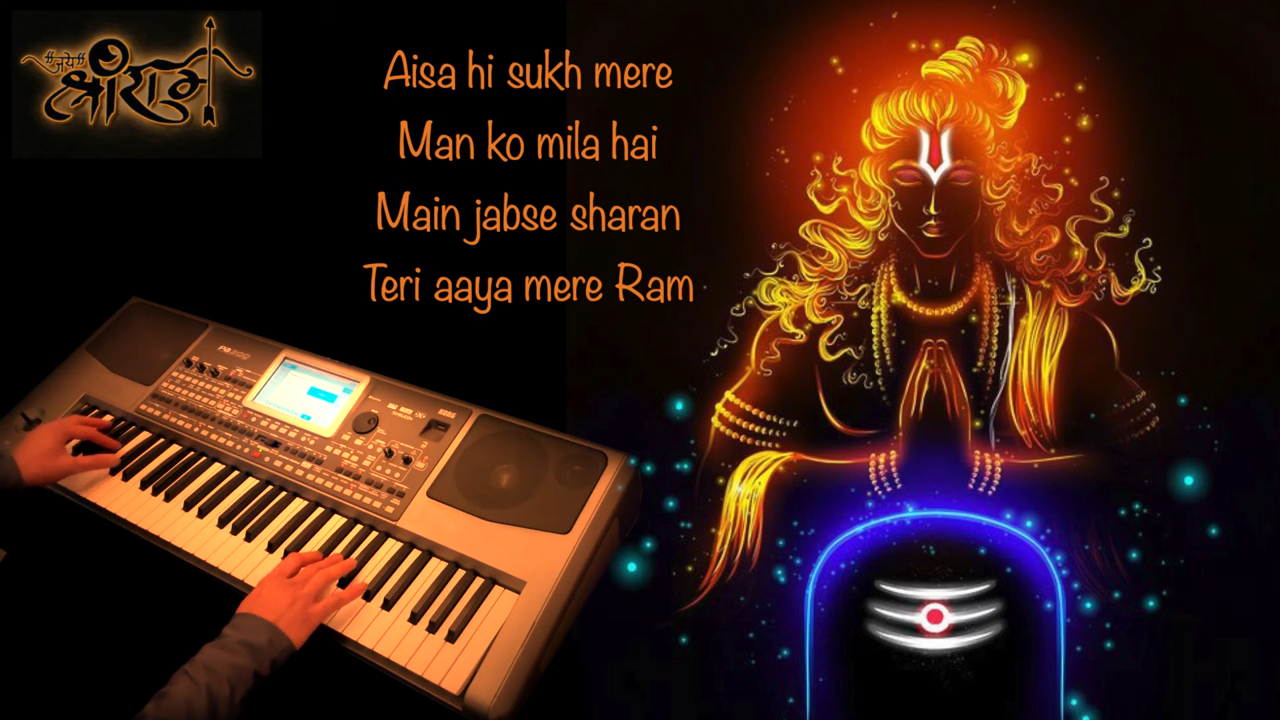 "जय"
श्रीराम
Aisa hi sukh mere
Man ko mila hai
Main jabse sharan
Teri aaya mere Ram
KORG